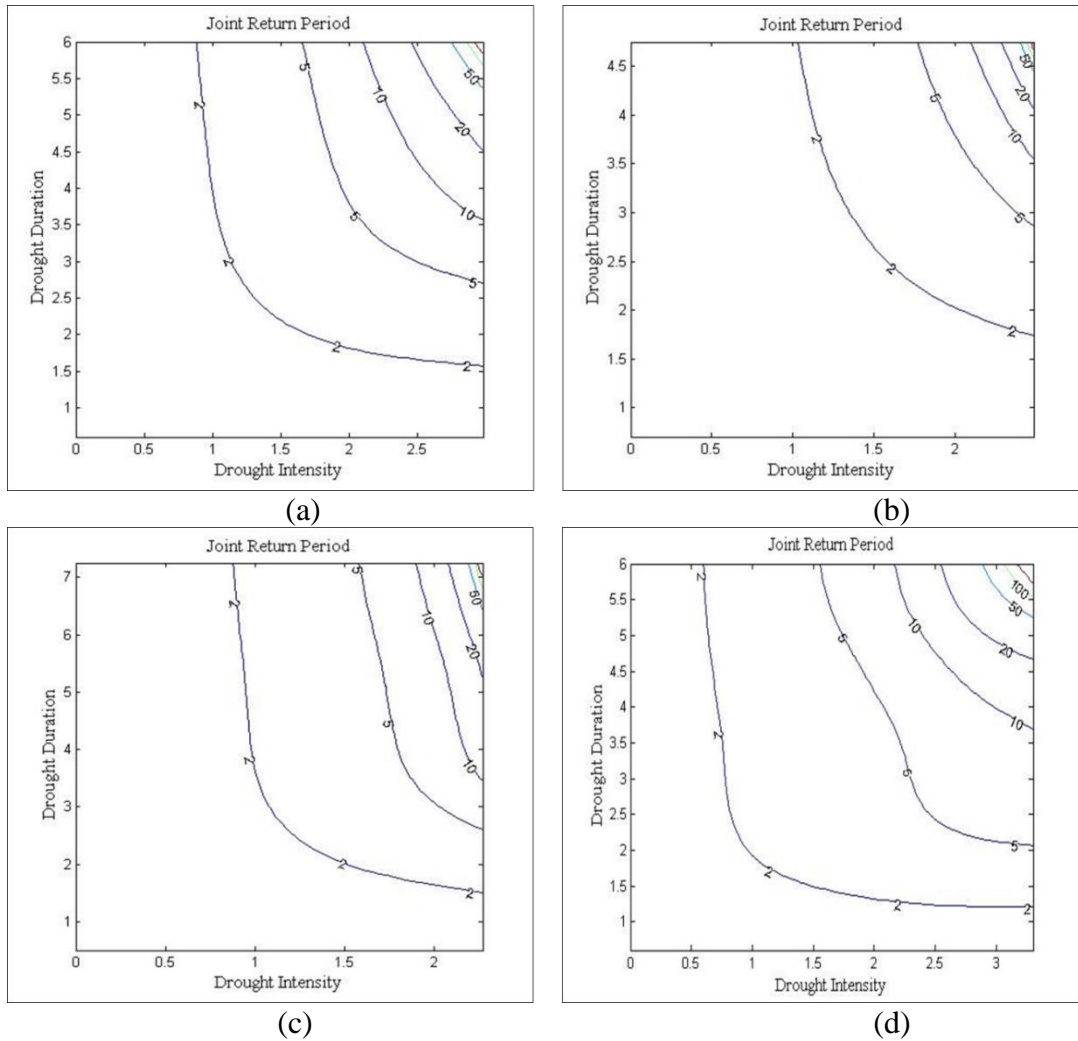 Joint Return Period
6
5.5
5
4.5
4
3.5
3
2.5
2
1.5
1
0 0.5 1 1.5 2 2.5
Drought Duration
Drought Intensity
2 5 10 20 50
2 5 10
2 2 5
(a)
Joint Return Period
4.5
4
3.5
3
2.5
2
1.5
1
0 0.5 1 1.5 2
Drought Duration
Drought Intensity
2 5 10 20 50
2 5
2
(b)
Joint Return Period
7
6
5
4
3
2
1
0 0.5 1 1.5 2
Drought Duration
Drought Intensity
2 5 10 20 50
2 5 10
2 2
(c)
Joint Return Period
6
5.5
5
4.5
4
3.5
3
2.5
2
1.5
1
0 0.5 1 1.5 2 2.5 3
Drought Duration
Drought Intensity
2 5 10 20 50 100
2 5 10
2 2 2 5
(d)